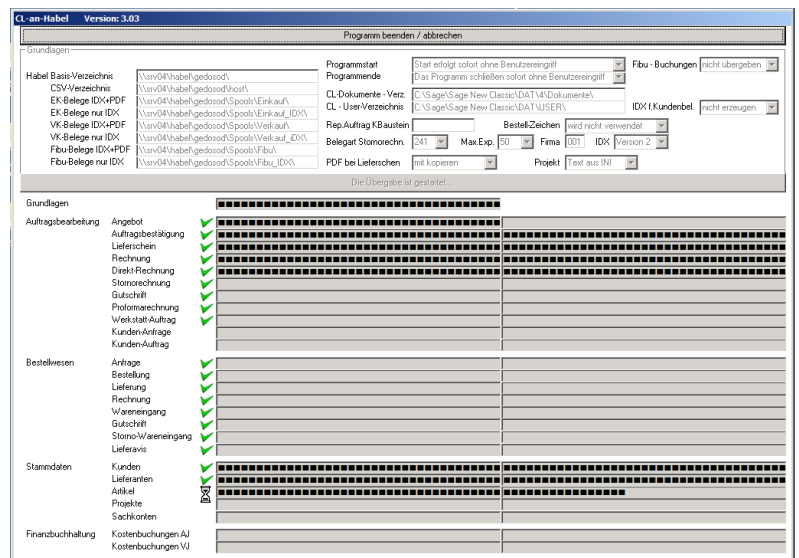 CL-an-Habel Version: 3.03
Programm beenden / abbrechen
Grundlagen
Programmstart Start erfolgt sofort ohne Benutzereingriff Fibu - Buchungen nicht übergeben
Habel Basis-Verzeichnis \\srv04\habel\gedosod\ Programmende Das Programm schließen sofort ohne Benutzereingriff
CSV-Verzeichnis \\srv04\habel\gedosod\host\
CL-Dokumente - Verz. C:\Sage\Sage New Classic\DAT\4\Dokumente\
EK-Belege IDX+PDF \\srv04\habel\gedosod\Spools\Einkauf\
CL - User-Verzeichnis C:\Sage\Sage New Classic\DAT\USER\ IDX f.Kundenbel. nicht erzeugen
EK-Belege nur IDX \\srv04\habel\gedosod\Spools\Einkauf_IDX\
VK-Belege IDX+PDF \\srv04\habel\gedosod\Spools\Verkauf\
Rep.Auftrag KBaustein Bestell-Zeichen wird nicht verwendet
VK-Belege nur IDX \\srv04\habel\gedosod\Spools\Verkauf_iDX\
Belegart Stornorechn. 241 Max.Exp. 50 Firma 001 IDX Version 2
Fibu-Belege IDX+PDF \\srv04\habel\gedosod\Spools\Fibu\
Fibu-Belege nur IDX \\srv04\habel\gedosod\Spools\Fibu_IDX\
PDF bei Lieferschen mit kopieren Projekt Text aus INI
Die Übergabe ist gestartet....
Grundlagen
Auftragsbearbeitung Angebot
Auftragsbestätigung
Lieferschein
Rechnung
Direkt-Rechnung
Stornorechnung
Gutschrift
Proformarechnung
Werkstatt-Auftrag
Kunden-Anfrage
Kunden-Auftrag
Bestellwesen Anfrage
Bestellung
Lieferung
Rechnung
Wareneingang
Gutschrift
Storno-Wareneingang
Lieferavis
Stammdaten Kunden
Lieferanten
Artikel
Projekte
Sachkonten
Finanzbuchhaltung Kostenbuchungen AJ
Kostenbuchungen VJ